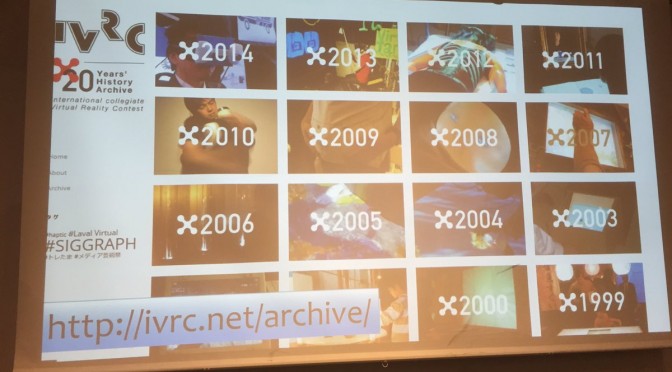 IVRC
20 Years'
History
Archive
International collegiate
Virtual Reality Contest
Home
About
Archive
タグ
#haptic #Laval Virtual
#SIGGRAPH
#メディア芸術祭
2014
2013
2012
2011
2010
2009
2008
2007
2006
2005
2004
2003
2000
1999
http://ivrc.net/archive/